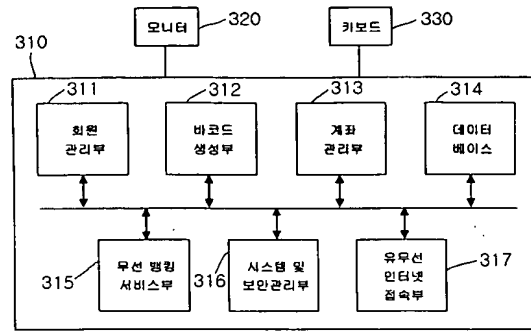 320
모니터
330
키보드
310
311
312
313
314
회원
관리부
바코드
생성부
계좌
관리부
데이터
베이스
315
무선 뱅킹
서비스부
316
시스템 및
보안관리부
317
유무선
인터넷
접속부